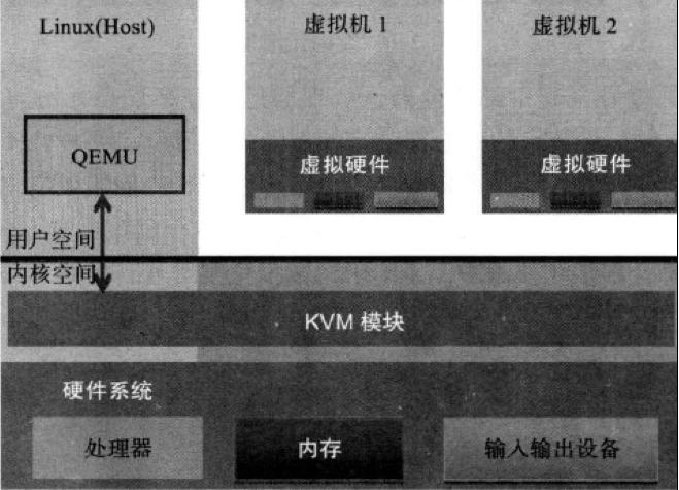 Linux(Host)
虚拟机 1
虚拟机 2
QEMU
虚拟硬件
虚拟硬件
用户空间
内核空间
KVM 模块
硬件系统
处理器
内存
输入输出设备